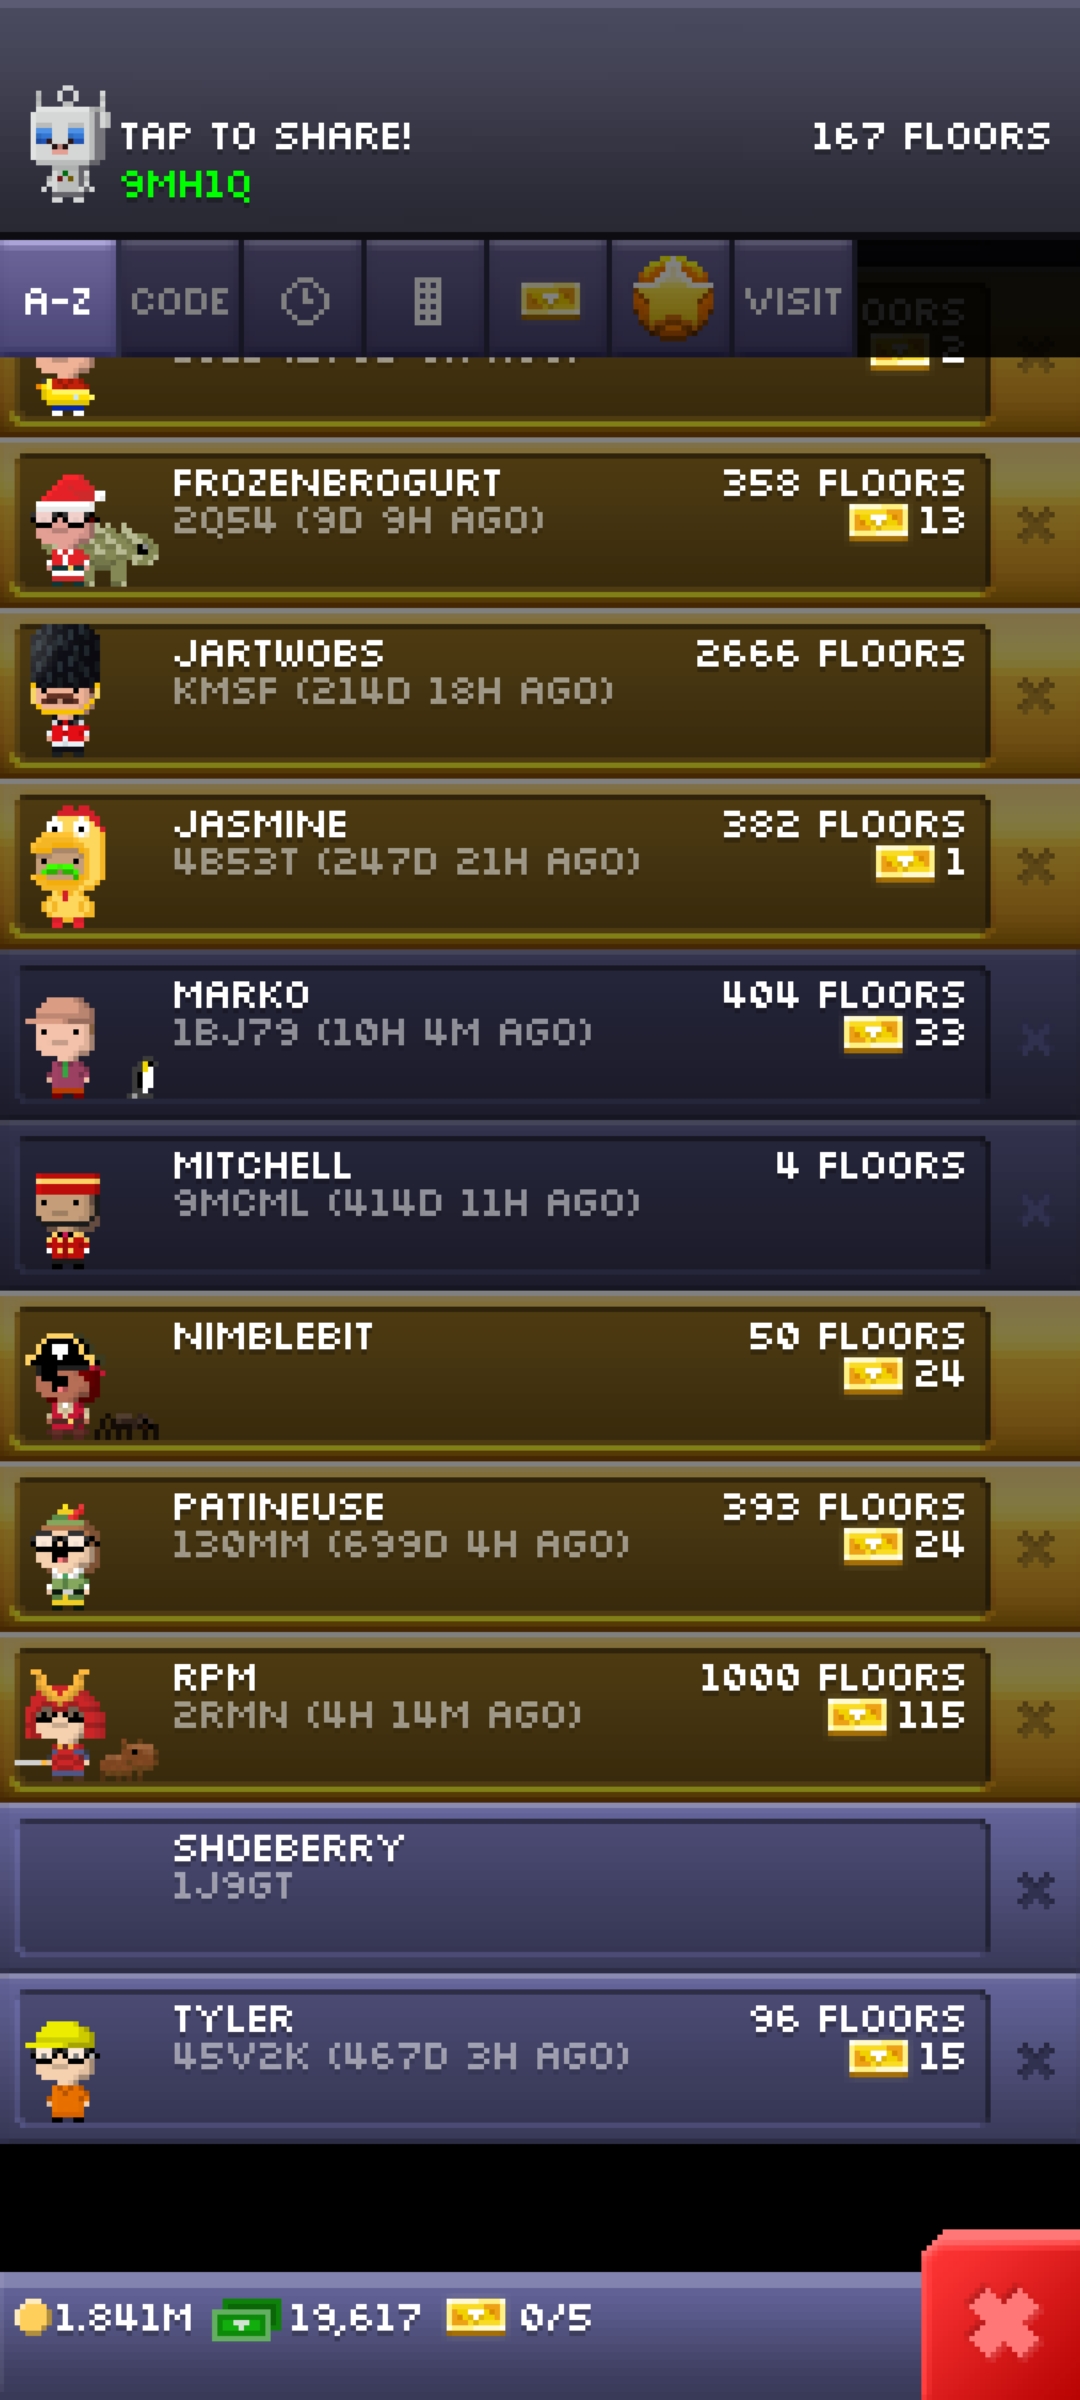 TAP TO SHARE!
167 FLOORS
9MH1Q
A-Z
CODE
VISIT
OORS
2
FROZENBROGURT
358 FLOORS
2Q54 (9D 9H AGO)
13
JARTWOBS
2666 FLOORS
KMSF (214D 18H AGO)
JASMINE
382 FLOORS
4B53T (247D 21H AGO)
1
MARKO
404 FLOORS
1BJ79 (10H 4M AGO)
33
MITCHELL
4 FLOORS
9MCML (414D 11H AGO)
NIMBLEBIT
50 FLOORS
24
PATINEUSE
393 FLOORS
130MM (699D 4H AGO)
24
RPM
1000 FLOORS
2RMN (4H 14M AGO)
115
SHOEBERRY
1J9GT
TYLER
96 FLOORS
45V2K (467D 3H AGO)
15
1.841M
19,617
0/5